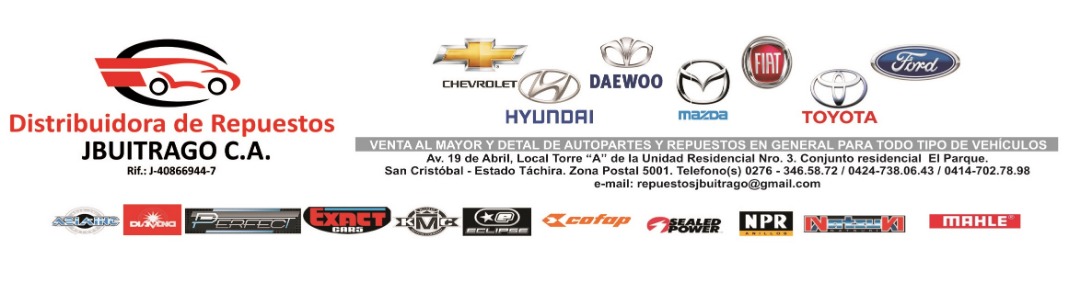 Distribuidora de Repuestos
JBUITRAGO C.A.
Rif.: J-40866944-7
CHEVROLET
HYUNDAI
DAEWOO
mazda
FIAT
TOYOTA
Ford
VENTA AL MAYOR Y DETAL DE AUTOPARTES Y REPUESTOS EN GENERAL PARA TODO TIPO DE VEHÍCULOS
Av. 19 de Abril, Local Torre “A” de la Unidad Residencial Nro. 3. Conjunto residencial El Parque.
San Cristóbal - Estado Táchira. Zona Postal 5001. Telefono(s) 0276 - 346.58.72 / 0424-738.06.43 / 0414-702.78.98
e-mail: repuestosjbuitrago@gmail.com
DIAMOND
PERFECT
EXACT
CARS
KMK
ECLIPSE
cofap
SEALED
POWER
NPR
ANILLOS
MAHLE